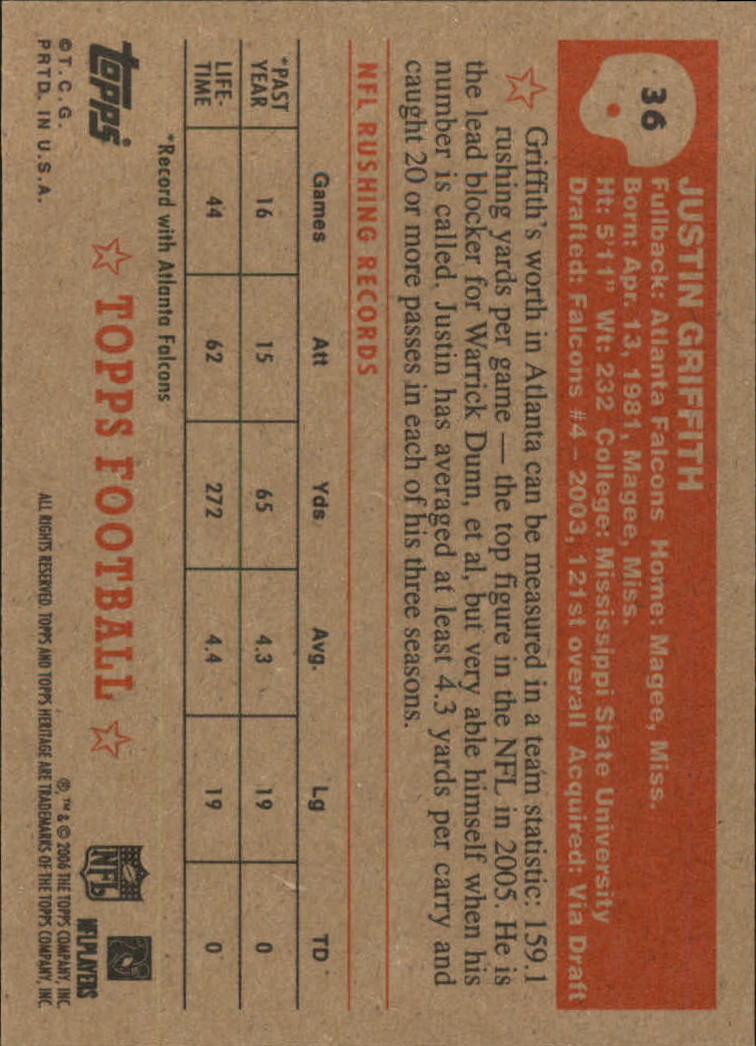 36
JUSTIN GRIFFITH
Fullback: Atlanta Falcons Home: Magee, Miss.
Born: Apr. 13, 1981, Magee, Miss.
Ht: 5'11" Wt: 232 College: Mississippi State University
Drafted: Falcons #4 – 2003, 121st overall Acquired: Via Draft
Griffith's worth in Atlanta can be measured in a team statistic: 159.1
rushing yards per game — the top figure in the NFL in 2005. He is
the lead blocker for Warrick Dunn, et al, but very able himself when his
number is called. Justin has averaged at least 4.3 yards per carry and
caught 20 or more passes in each of his three seasons.
NFL RUSHING RECORDS
Games Att Yds Avg. Lg TD
*PAST YEAR 16 15 65 4.3 19 0
LIFE-TIME 44 62 272 4.4 19 0
*Record with Atlanta Falcons
topps
TOPPS FOOTBALL
NFL
NFLPLAYERS
©T.C.G.
PRTD. IN U.S.A.
®, ™ & © 2006 THE TOPPS COMPANY, INC.
ALL RIGHTS RESERVED. TOPPS AND TOPPS HERITAGE ARE TRADEMARKS OF THE TOPPS COMPANY, INC.